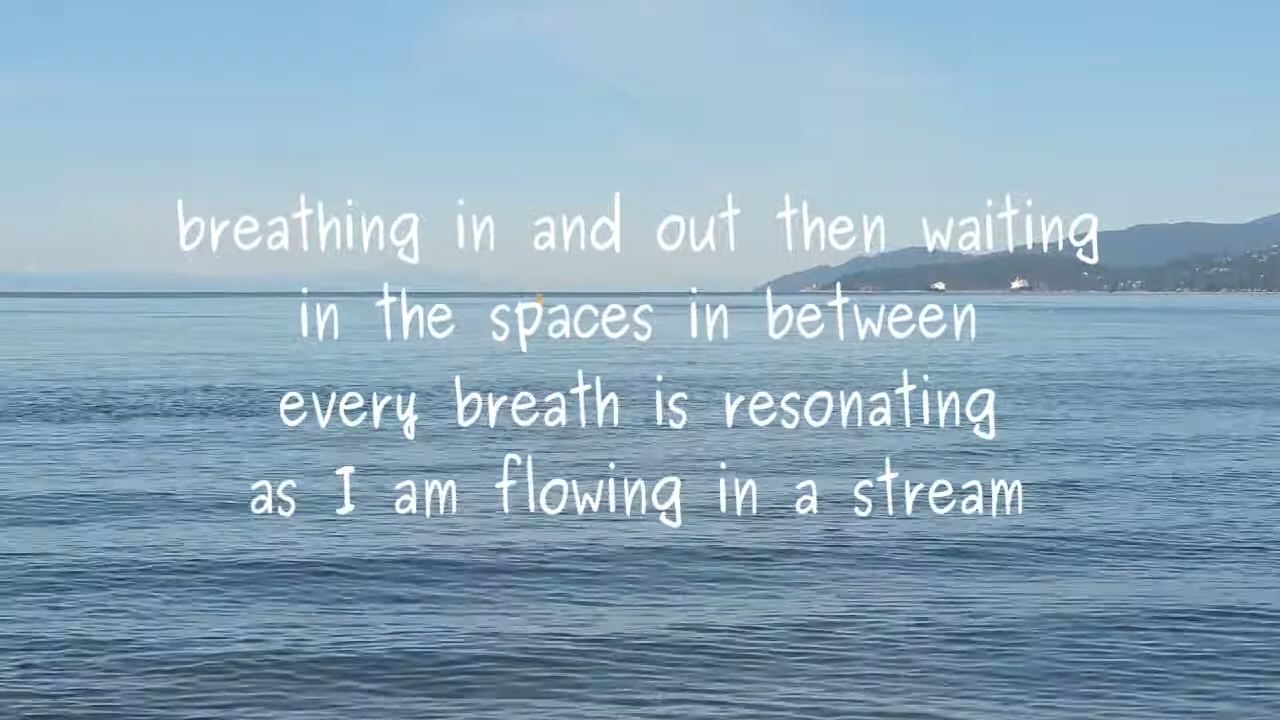 breathing in and out then waiting
in the spaces in between
every breath is resonating
as I am flowing in a stream